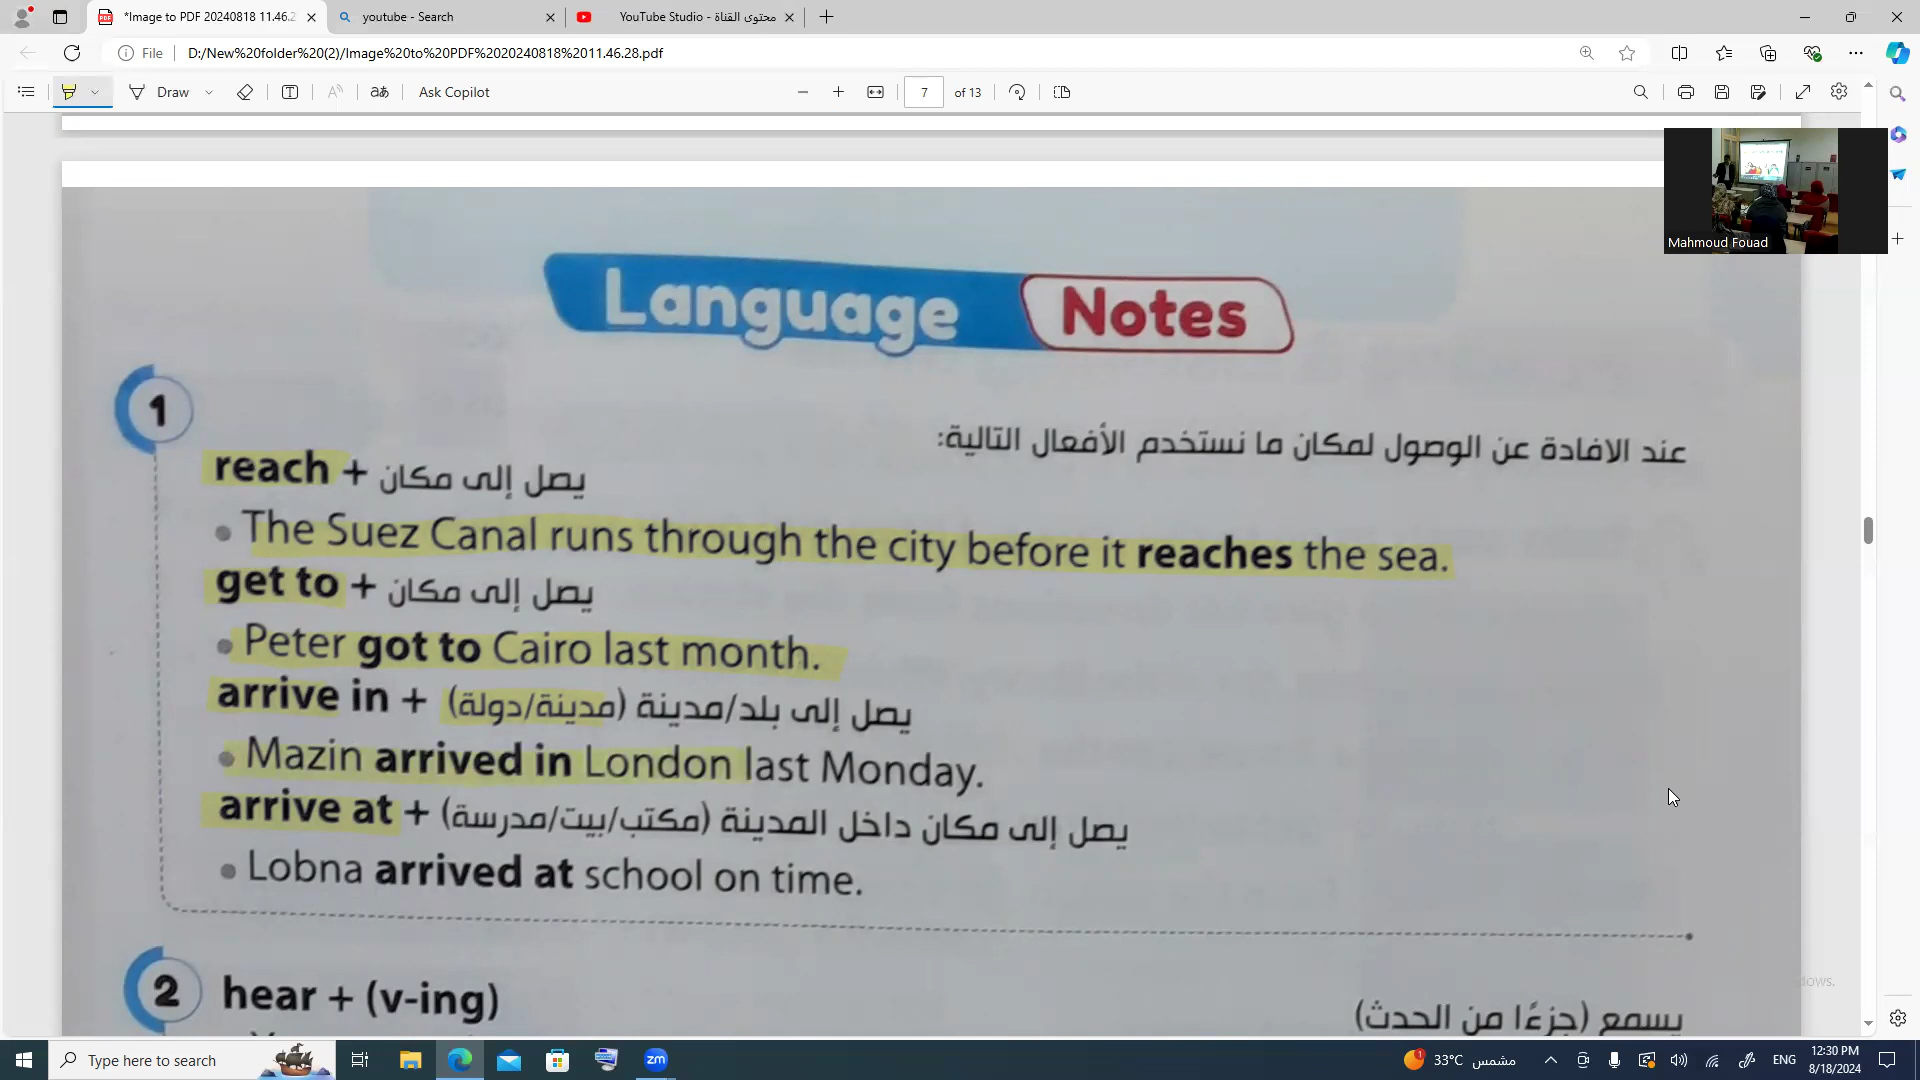 *Image to PDF 20240818 11.46.2
youtube - Search
YouTube Studio - محتوى القناة
File
D:/New%20folder%20(2)/Image%20to%20PDF%2020240818%2011.46.28.pdf
Draw
Ask Copilot
7
of 13
Mahmoud Fouad
Language Notes
1
عند الافادة عن الوصول لمكان ما نستخدم الأفعال التالية:
reach + يصل إلى مكان
• The Suez Canal runs through the city before it reaches the sea.
get to + يصل إلى مكان
• Peter got to Cairo last month.
arrive in + يصل إلى بلد/مدينة (مدينة/دولة)
• Mazin arrived in London last Monday.
arrive at + يصل إلى مكان داخل المدينة (مكتب/بيت/مدرسة)
• Lobna arrived at school on time.
2 hear + (v-ing)
يسمع (جزءًا من الحدث)
Type here to search
zm
1
33°C مشمس
ENG
12:30 PM
8/18/2024